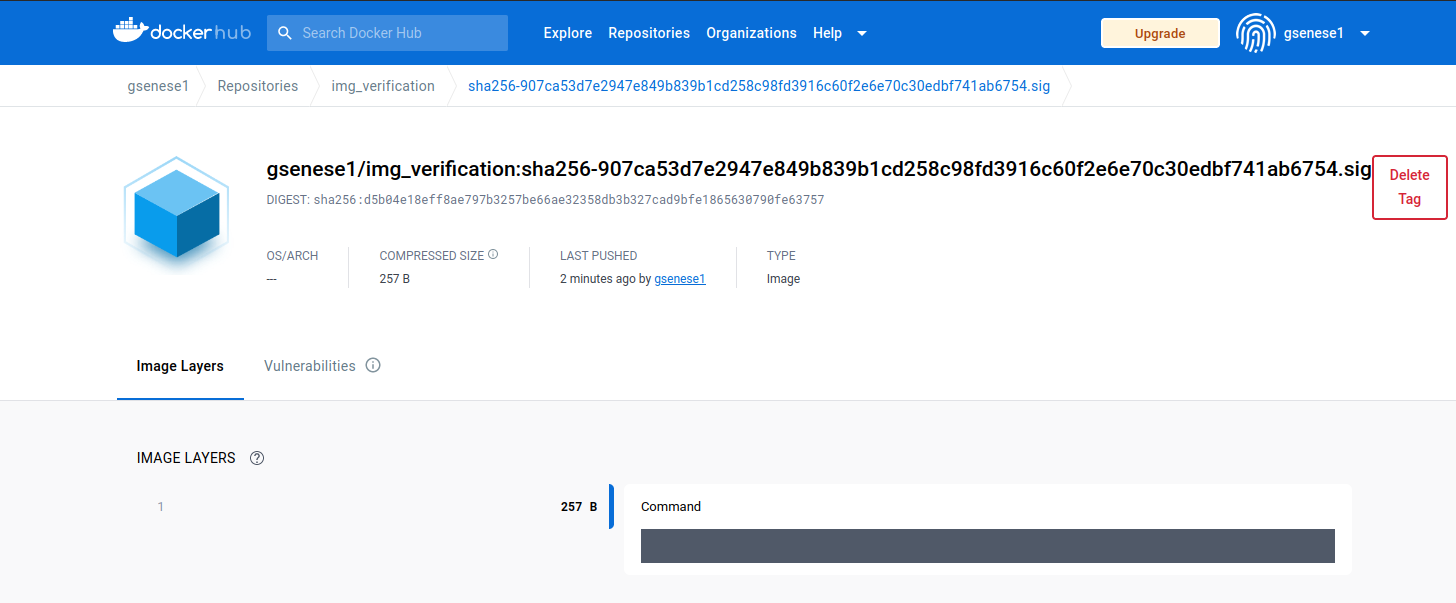 dockerhub Search Docker Hub Explore Repositories Organizations Help Upgrade gsenese1
gsenese1 Repositories img_verification sha256-907ca53d7e2947e849b839b1cd258c98fd3916c60f2e6e70c30edbf741ab6754.sig
gsenese1/img_verification:sha256-907ca53d7e2947e849b839b1cd258c98fd3916c60f2e6e70c30edbf741ab6754.sig
Delete
Tag
DIGEST: sha256:d5b04e18eff8ae797b3257be66ae32358db3b327cad9bfe1865630790fe63757
OS/ARCH COMPRESSED SIZE LAST PUSHED TYPE
--- 257 B 2 minutes ago by gsenese1 Image
Image Layers Vulnerabilities
IMAGE LAYERS
1 257 B Command